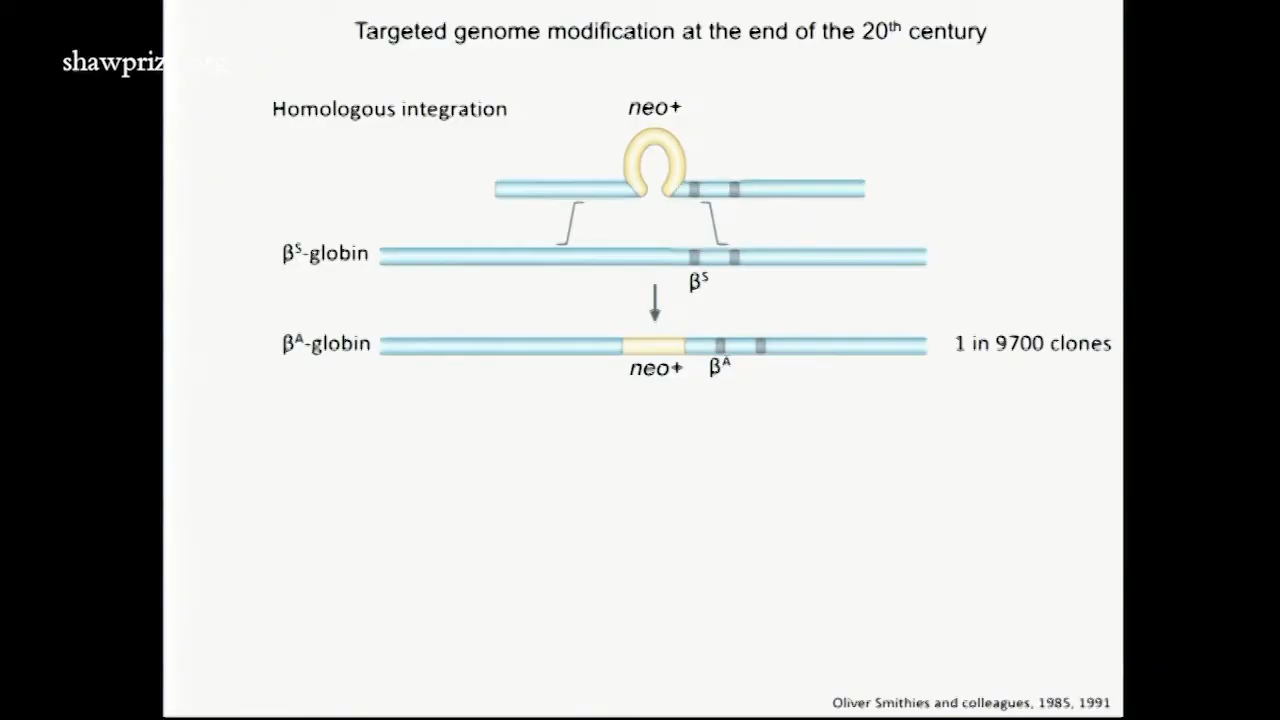 Targeted genome modification at the end of the 20th century
shawpriz
Homologous integration
neo+
βS-globin
βS
βA-globin
1 in 9700 clones
neo+
βA
Oliver Smithies and colleagues, 1985, 1991